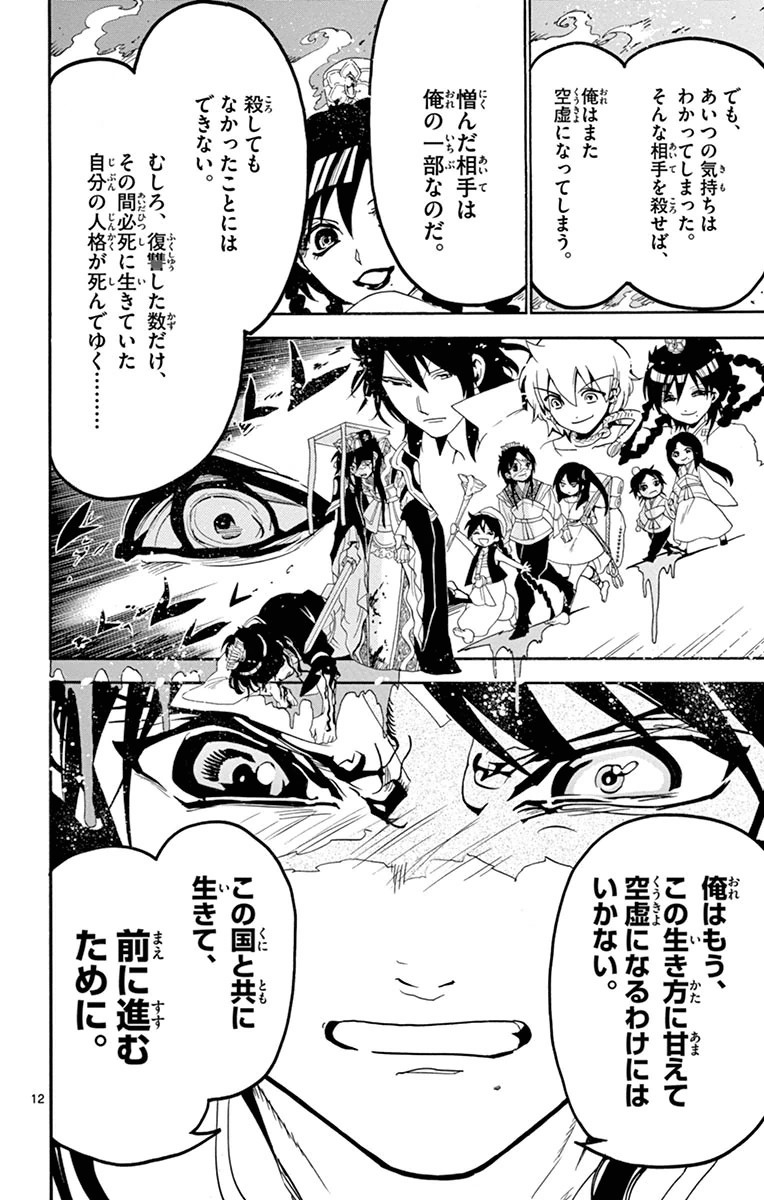 でも、
あいつの気持ちは
わかってしまった。
そんな相手を殺せば、
俺はまた
空虚になってしまう。
憎んだ相手は
俺の一部なのだ。
殺しても
なかったことには
できない。
むしろ、復讐した数だけ、
その間必死に生きていた
自分の人格が死んでゆく………
俺はもう、
この生き方に甘えて
空虚になるわけには
いかない。
この国と共に
生きて、
前に進む
ために。
12